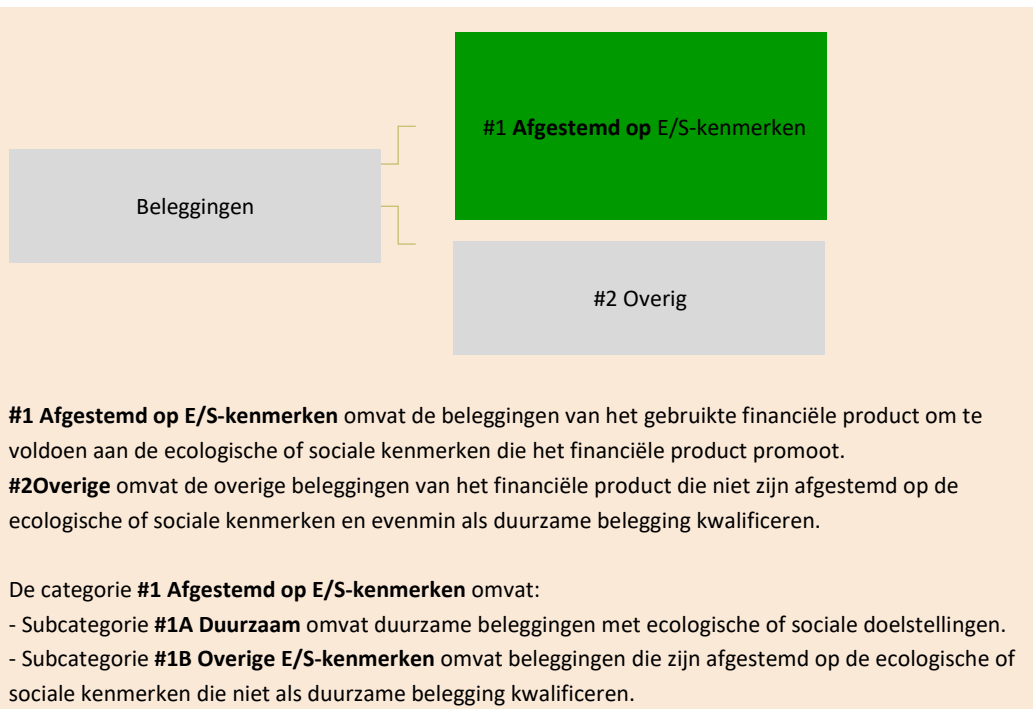 #1 Afgestemd op E/S-kenmerken
Beleggingen
#2 Overig
#1 Afgestemd op E/S-kenmerken omvat de beleggingen van het gebruikte financiële product om te
voldoen aan de ecologische of sociale kenmerken die het financiële product promoot.
#2Overige omvat de overige beleggingen van het financiële product die niet zijn afgestemd op de
ecologische of sociale kenmerken en evenmin als duurzame belegging kwalificeren.
De categorie #1 Afgestemd op E/S-kenmerken omvat:
- Subcategorie #1A Duurzaam omvat duurzame beleggingen met ecologische of sociale doelstellingen.
- Subcategorie #1B Overige E/S-kenmerken omvat beleggingen die zijn afgestemd op de ecologische of
sociale kenmerken die niet als duurzame belegging kwalificeren.